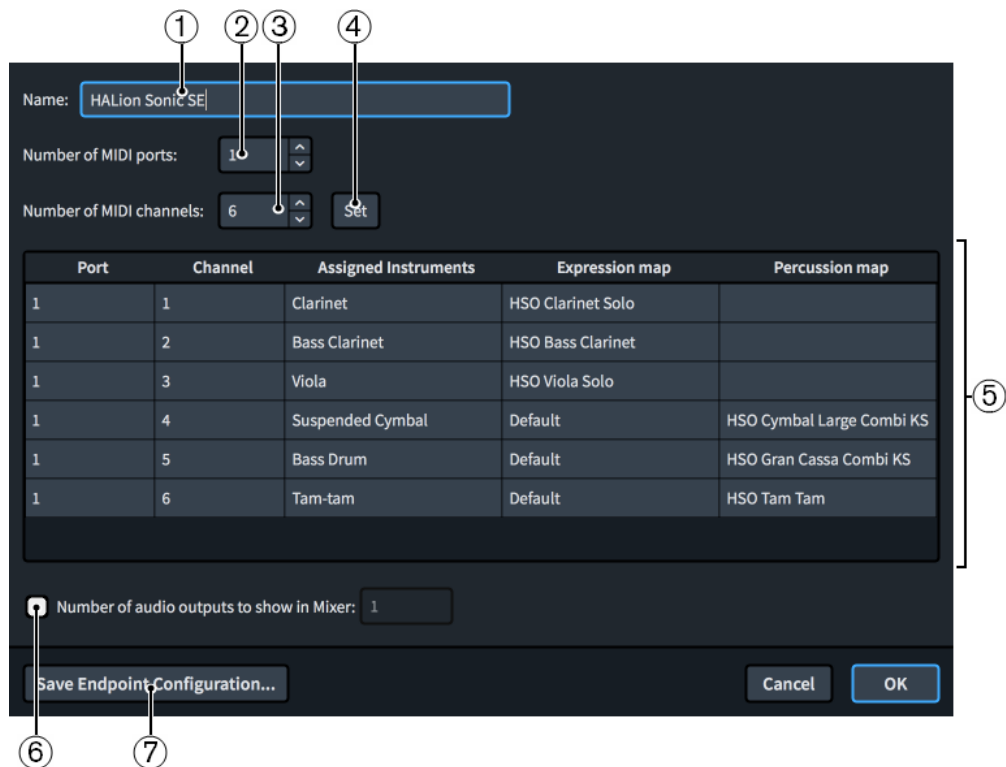 ① ② ③ ④
Name: HALion Sonic SE
Number of MIDI ports: 1
Number of MIDI channels: 6 Set
Port Channel Assigned Instruments Expression map Percussion map
1 1 Clarinet HSO Clarinet Solo
1 2 Bass Clarinet HSO Bass Clarinet
1 3 Viola HSO Viola Solo
⑤
1 4 Suspended Cymbal Default HSO Cymbal Large Combi KS
1 5 Bass Drum Default HSO Gran Cassa Combi KS
1 6 Tam-tam Default HSO Tam Tam
Number of audio outputs to show in Mixer: 1
Save Endpoint Configuration... Cancel OK
⑥ ⑦